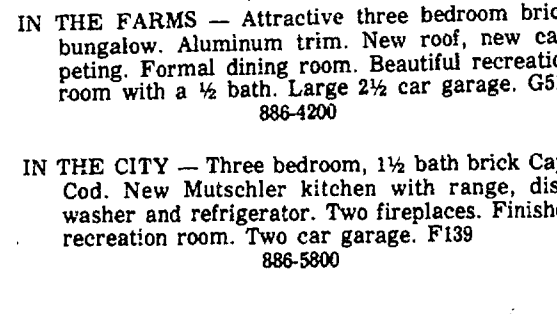 IN THE FARMS — Attractive three bedroom bric
bungalow. Aluminum trim. New roof, new ca
peting. Formal dining room. Beautiful recreatio
room with a ½ bath. Large 2½ car garage. G5
886-4200
IN THE CITY — Three bedroom, 1½ bath brick Ca
Cod. New Mutschler kitchen with range, dis
washer and refrigerator. Two fireplaces. Finishe
recreation room. Two car garage. F139
886-5800